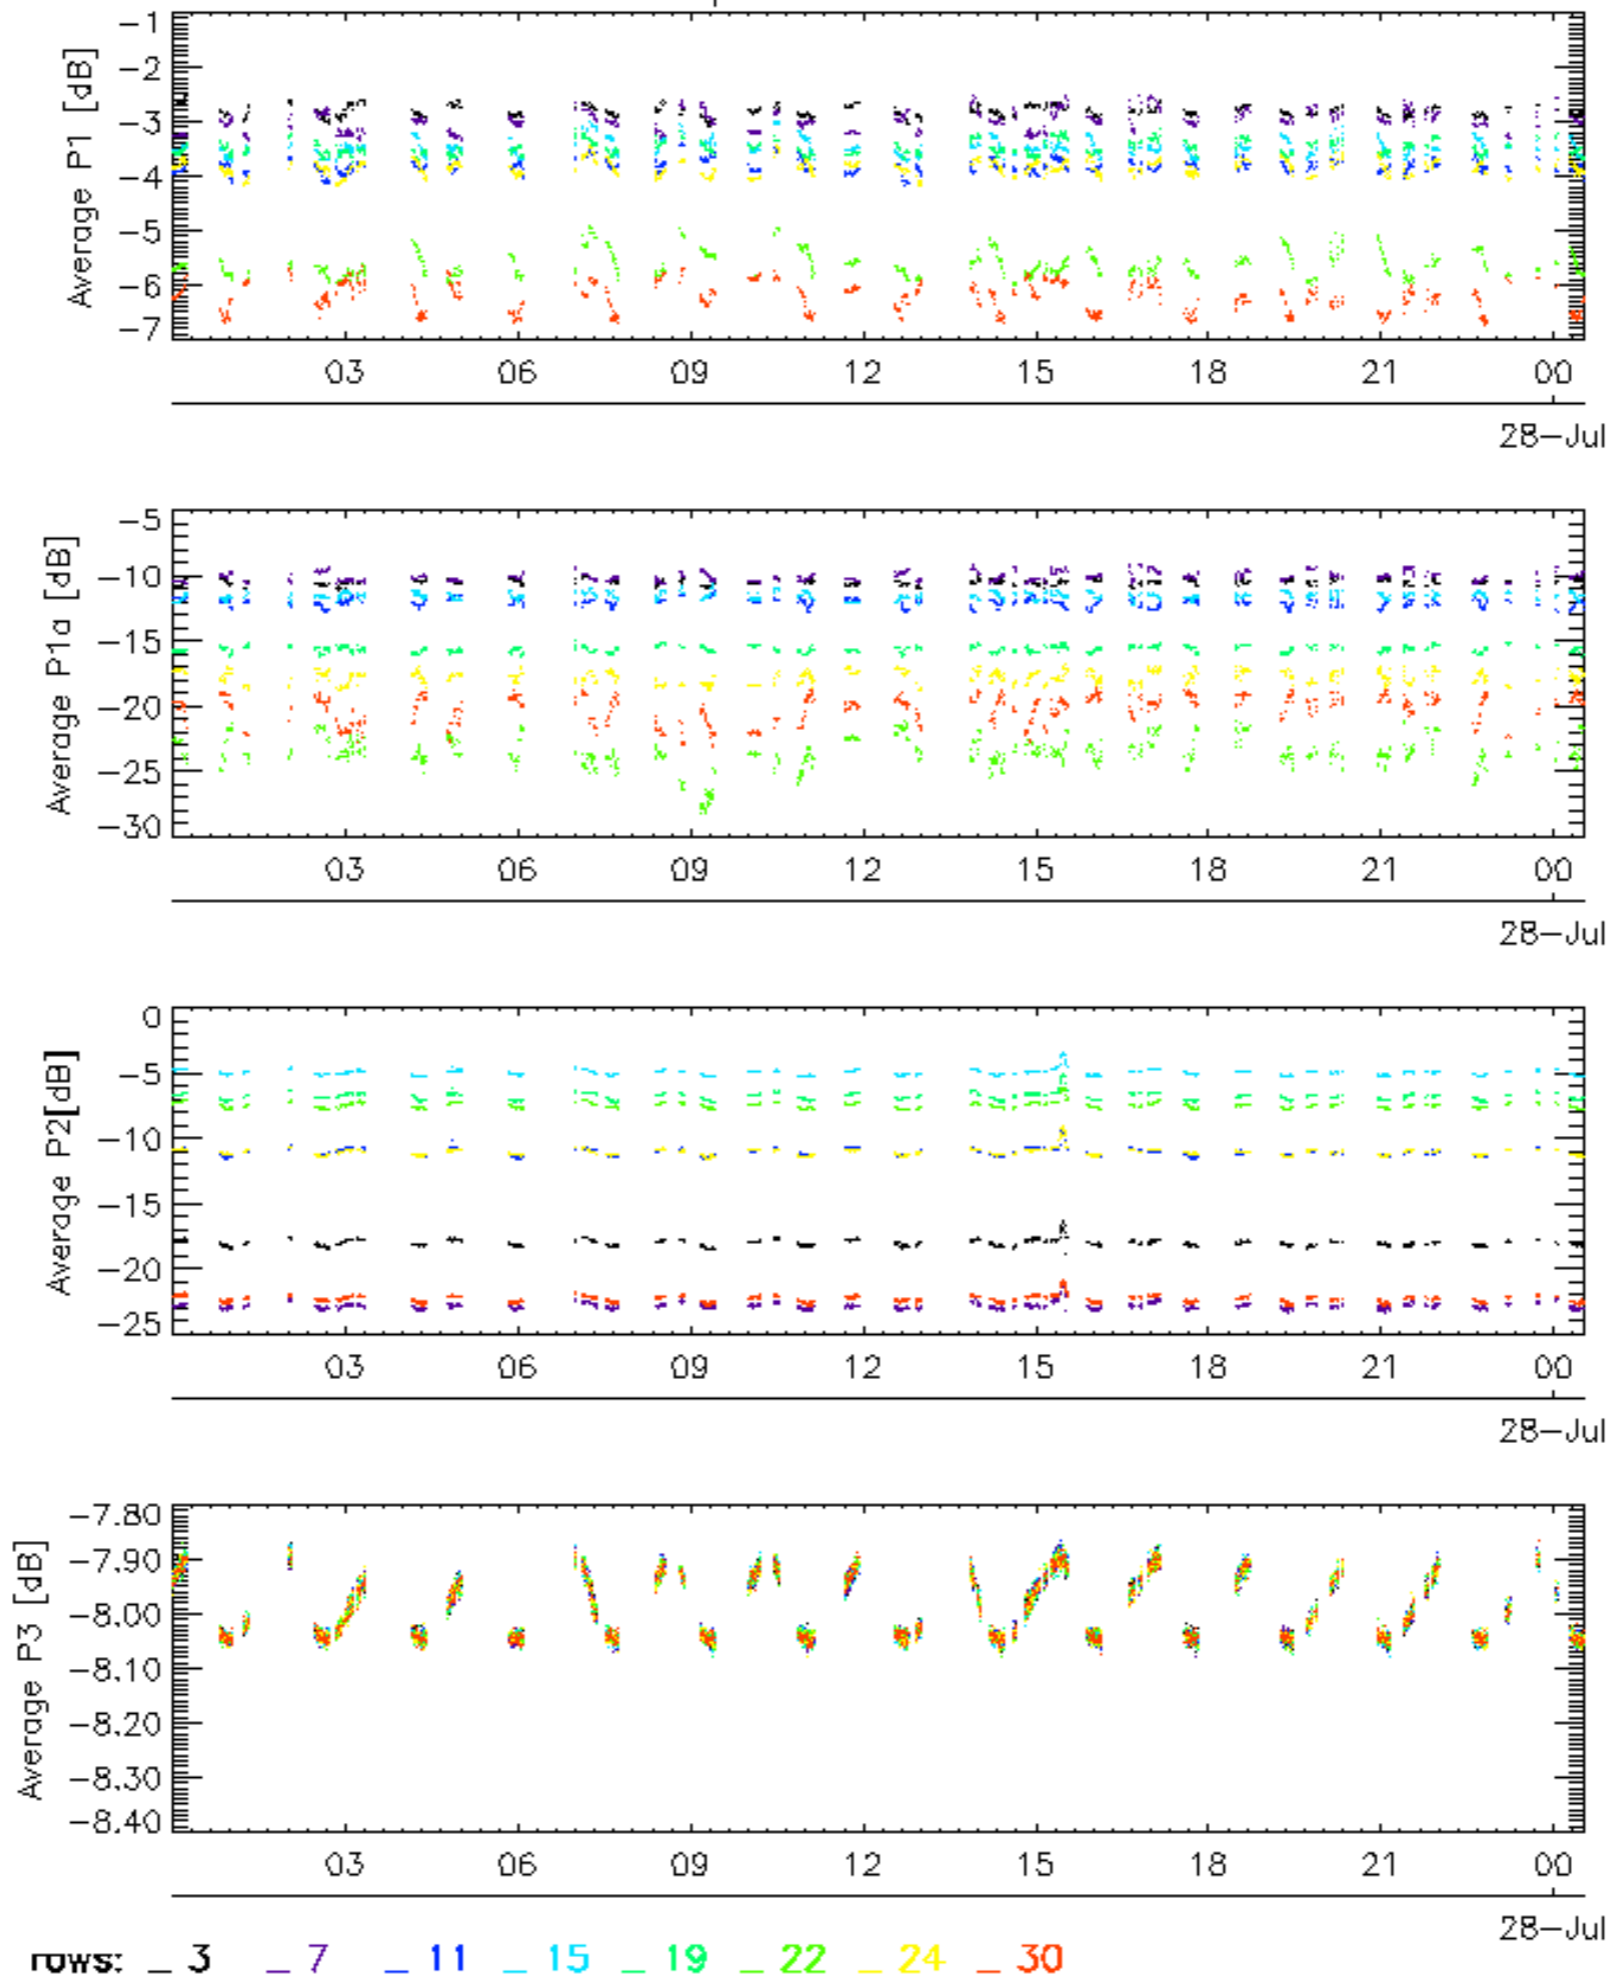 Average P1 [dB]
-1
-2
-3
-4
-5
-6
-7
03 06 09 12 15 18 21 00
28-Jul
Average P1a [dB]
-5
-10
-15
-20
-25
-30
03 06 09 12 15 18 21 00
28-Jul
Average P2[dB]
0
-5
-10
-15
-20
-25
03 06 09 12 15 18 21 00
28-Jul
Average P3 [dB]
-7.80
-7.90
-8.00
-8.10
-8.20
-8.30
-8.40
03 06 09 12 15 18 21 00
28-Jul
rows: _ 3 _ 7 _ 11 _ 15 _ 19 _ 22 _ 24 _ 30